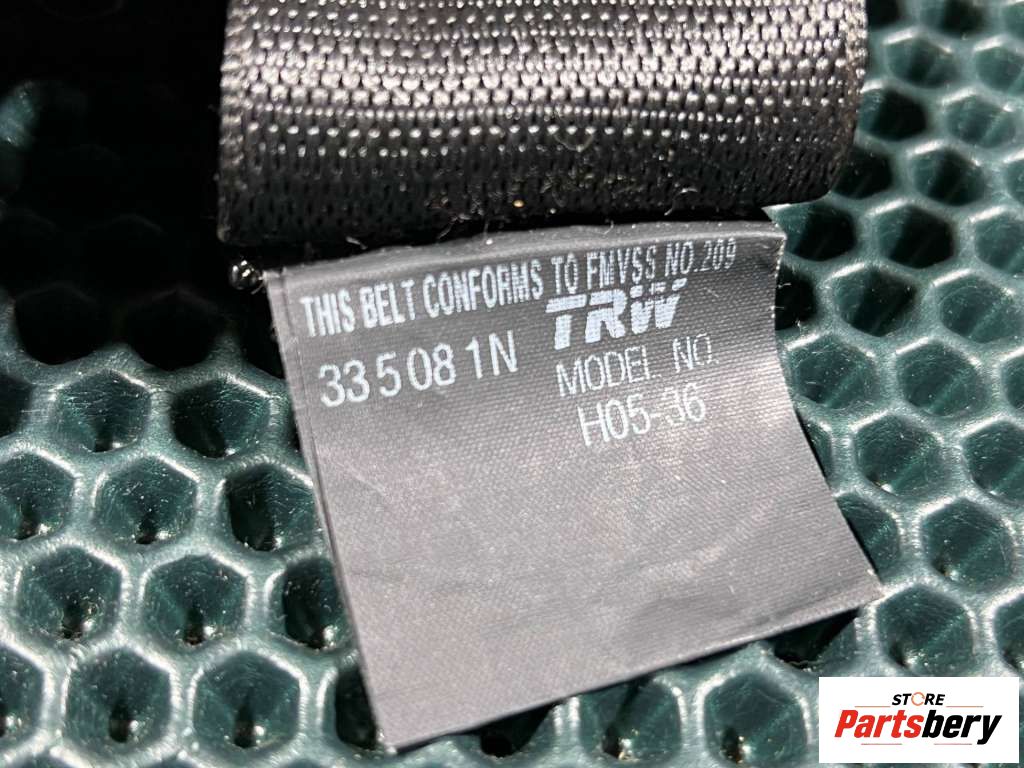 THIS BELT CONFORMS TO FMVSS NO.209
335081N
TRW
MODEL NO.
H05-36
STORE
Partsbery